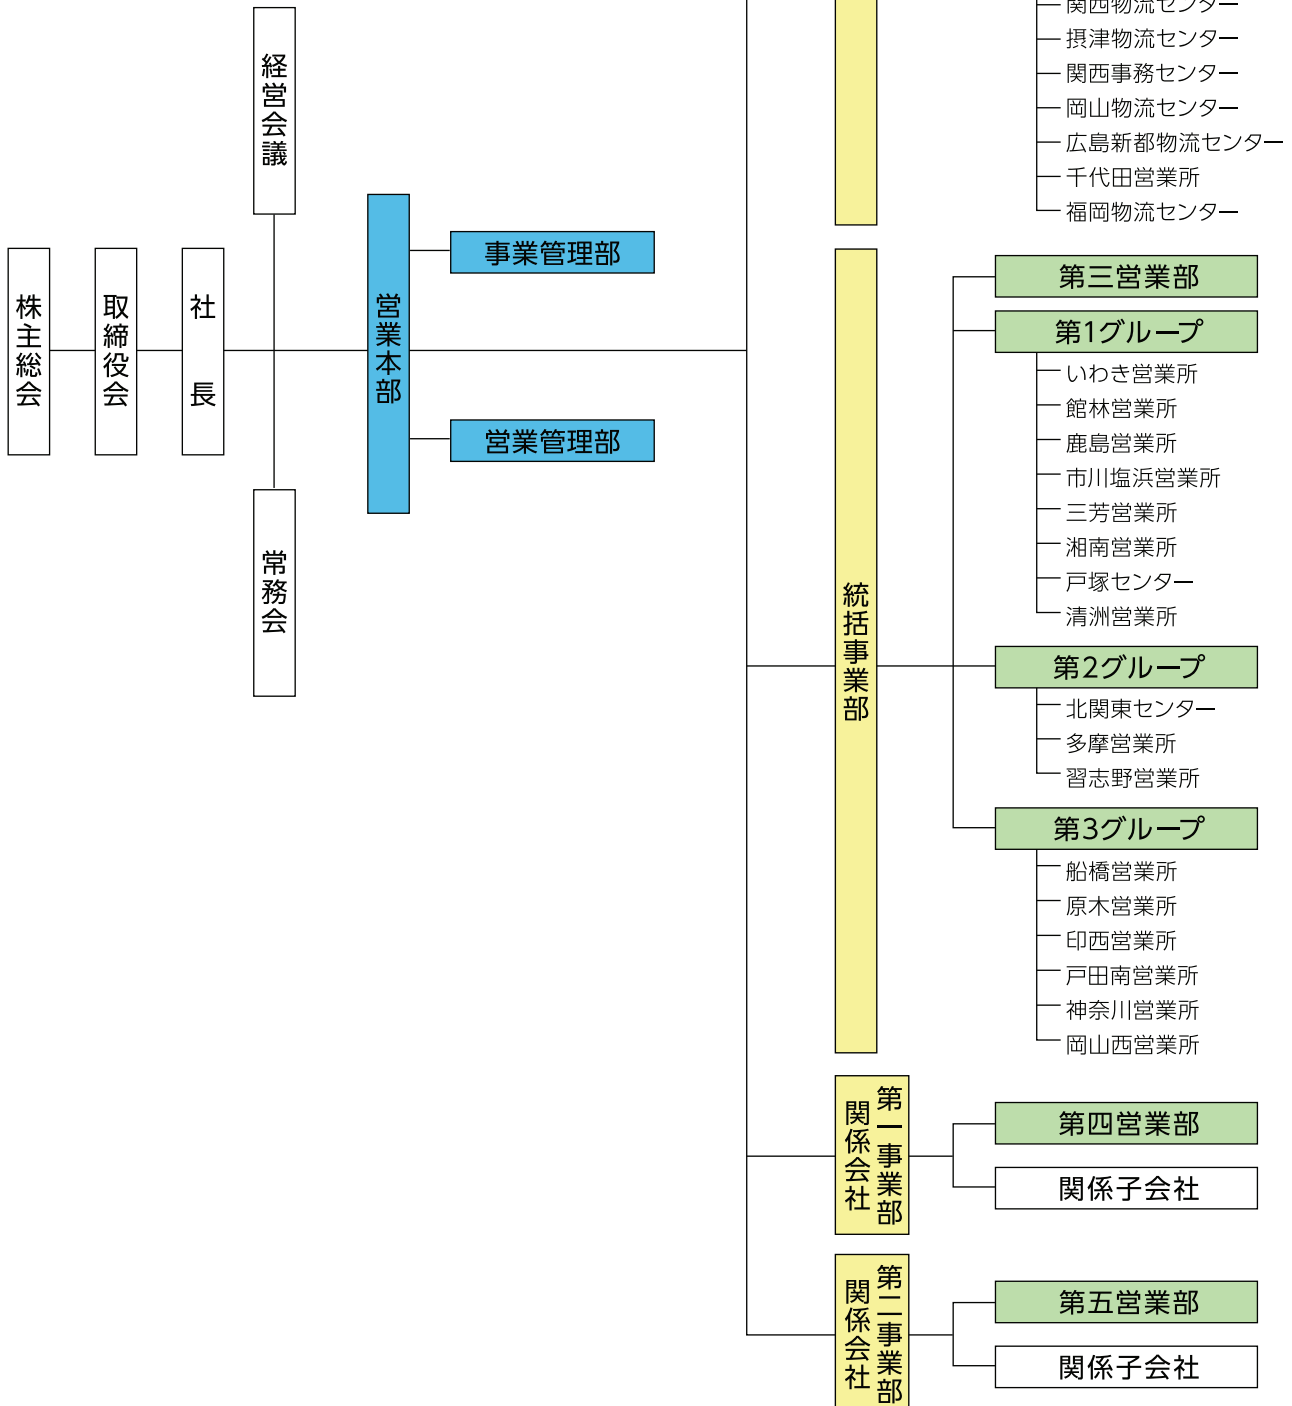 株主総会
取締役会
社長
経営会議
常務会
営業本部
事業管理部
営業管理部
関西物流センター
摂津物流センター
関西事務センター
岡山物流センター
広島新都物流センター
千代田営業所
福岡物流センター
統括事業部
第三営業部
第1グループ
いわき営業所
館林営業所
鹿島営業所
市川塩浜営業所
三芳営業所
湘南営業所
戸塚センター
清洲営業所
第2グループ
北関東センター
多摩営業所
習志野営業所
第3グループ
船橋営業所
原木営業所
印西営業所
戸田南営業所
神奈川営業所
岡山西営業所
第一事業部
関係会社
第四営業部
関係子会社
第二事業部
関係会社
第五営業部
関係子会社